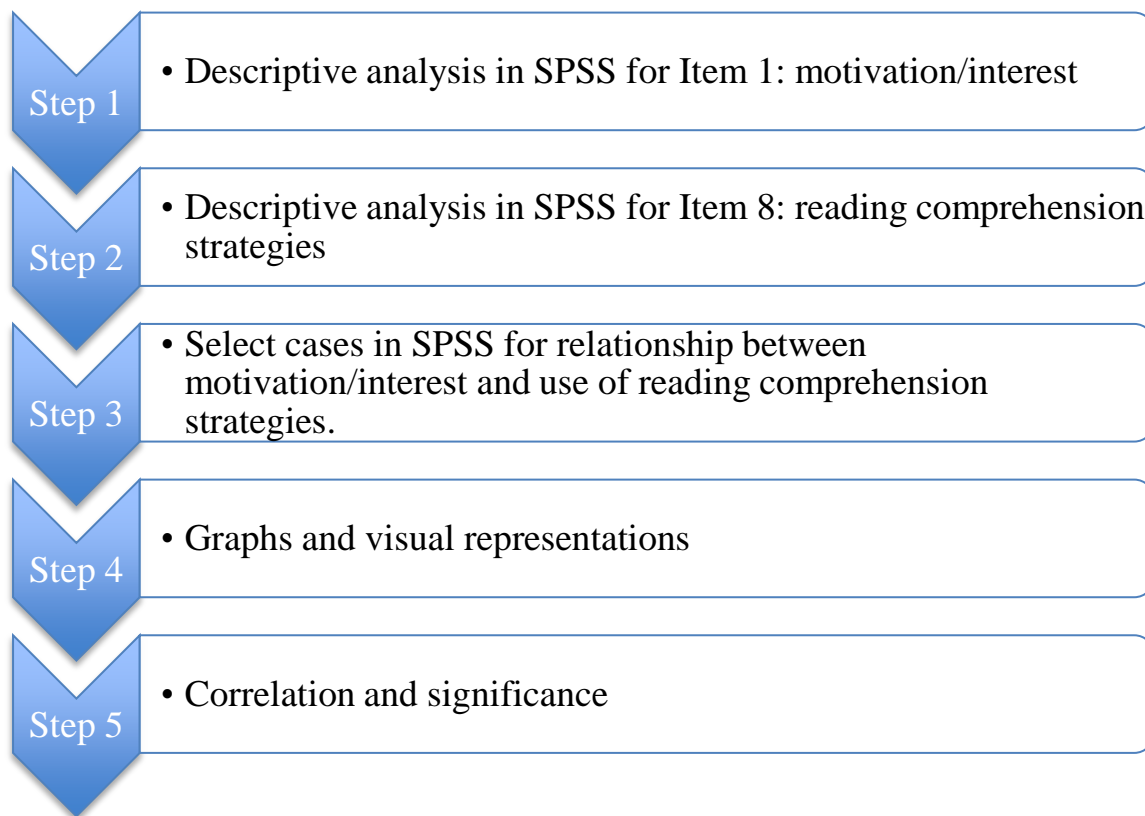 Step 1
• Descriptive analysis in SPSS for Item 1: motivation/interest
Step 2
• Descriptive analysis in SPSS for Item 8: reading comprehension
strategies
Step 3
• Select cases in SPSS for relationship between
motivation/interest and use of reading comprehension
strategies.
Step 4
• Graphs and visual representations
Step 5
• Correlation and significance